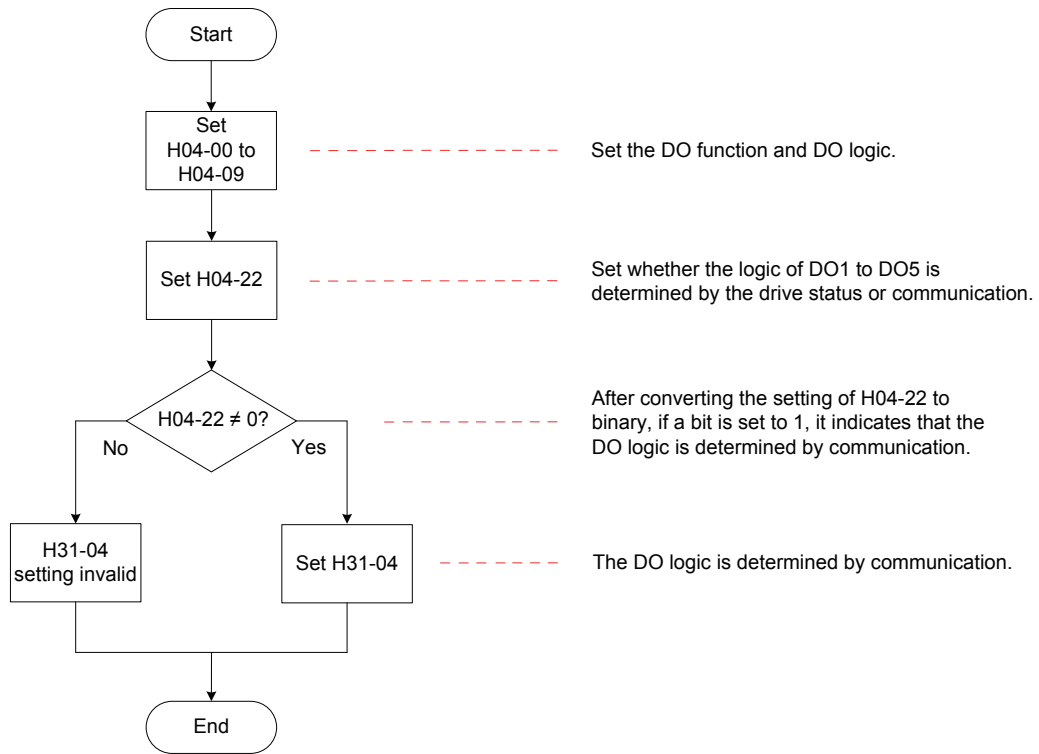 Start
Set
H04-00 to
H04-09
Set the DO function and DO logic.
Set H04-22
Set whether the logic of DO1 to DO5 is
determined by the drive status or communication.
H04-22 ≠ 0?
No
Yes
After converting the setting of H04-22 to
binary, if a bit is set to 1, it indicates that the
DO logic is determined by communication.
H31-04
setting invalid
Set H31-04
The DO logic is determined by communication.
End